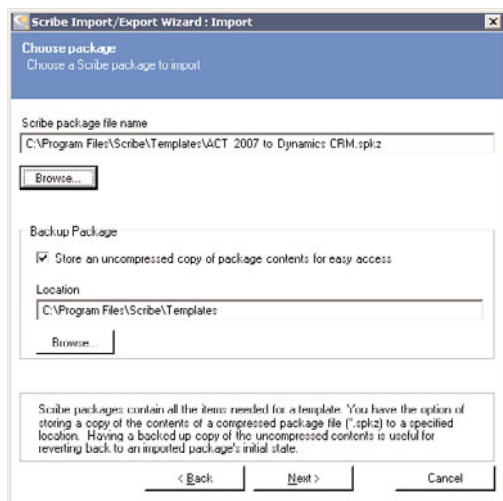 Scribe Import/Export Wizard : Import
Choose package
Choose a Scribe package to import
Scribe package file name
C:\Program Files\Scribe\Templates\ACT 2007 to Dynamics CRM.spkz
Browse...
Backup Package
Store an uncompressed copy of package contents for easy access
Location
C:\Program Files\Scribe\Templates
Browse...
Scribe packages contain all the items needed for a template. You have the option of
storing a copy of the contents of a compressed package file (*.spkz) to a specified
location. Having a backed up copy of the uncompressed contents is useful for
reverting back to an imported package's initial state.
< Back Next > Cancel